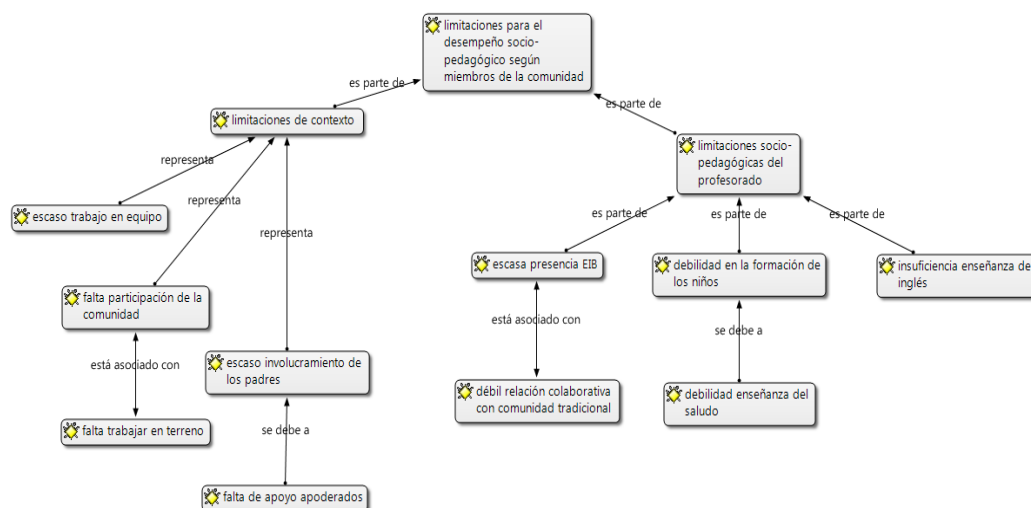 limitaciones para el
desempeño socio-
pedagógico según
miembros de la comunidad
es parte de
es parte de
limitaciones de contexto
limitaciones socio-
pedagógicas del
profesorado
representa
representa
representa
es parte de
es parte de
es parte de
escaso trabajo en equipo
escasa presencia EIB
debilidad en la formación de
los niños
insuficiencia enseñanza del
inglés
falta participación de la
comunidad
está asociado con
se debe a
está asociado con
escaso involucramiento de
los padres
débil relación colaborativa
con comunidad tradicional
debilidad enseñanza del
saludo
falta trabajar en terreno
se debe a
falta de apoyo apoderados